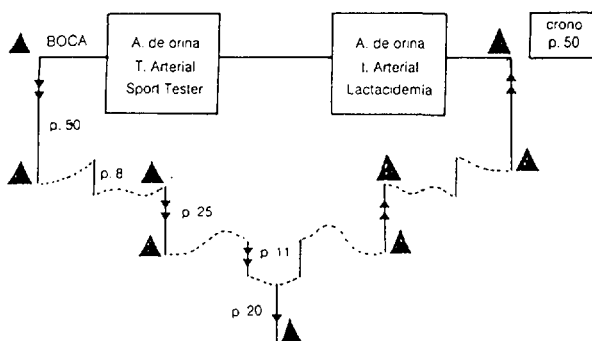 BOCA
A. de orina
T. Arterial
Sport Tester
A. de orina
t. Arterial
Lactacidemia
crono
p. 50
p. 50
p. 8
p 25
p 11
p 20